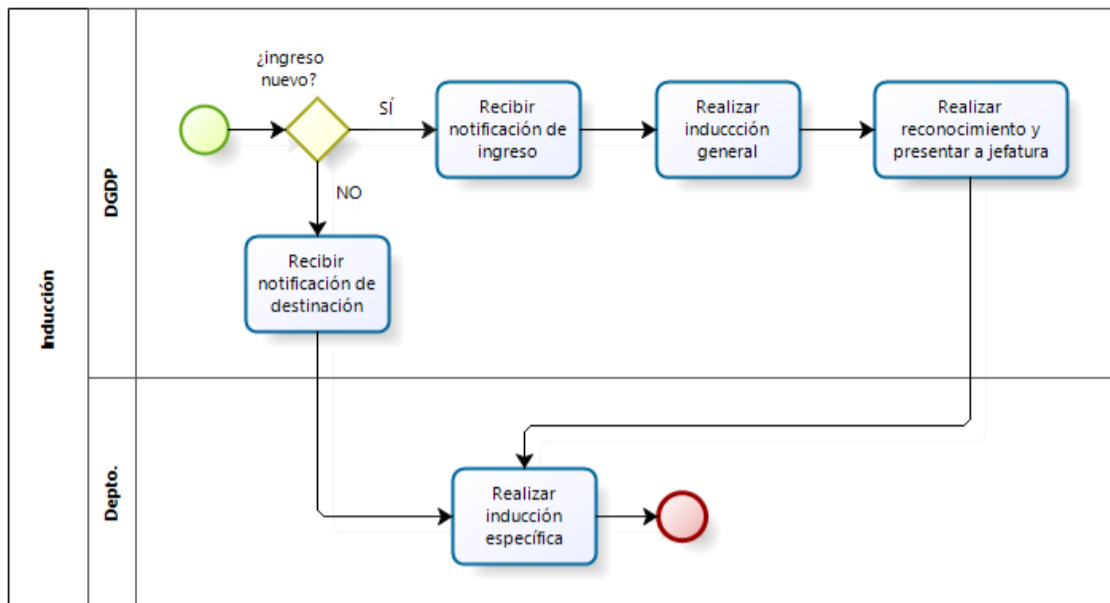 Inducción
DGDP
¿ingreso
nuevo?
SÍ
Recibir
notificación de
ingreso
Realizar
induccción
general
Realizar
reconocimiento y
presentar a jefatura
NO
Recibir
notificación de
destinación
Depto.
Realizar
inducción
específica